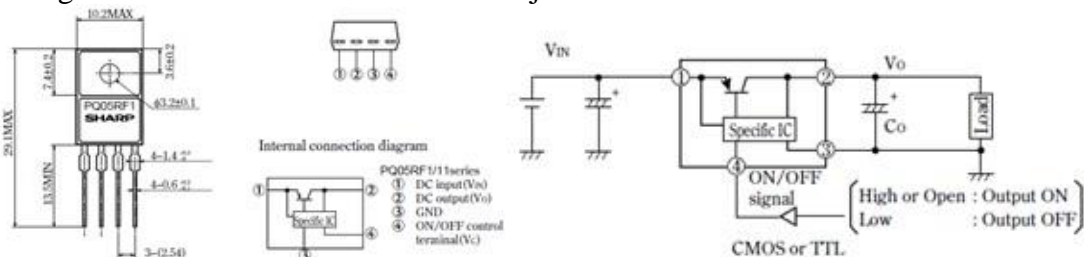 10.2MAX
7.4±0.2
3.6±0.2
φ3.2±0.1
29.1MAX
PQ05RF1
SHARP
13.5MIN
4-1.4
4-0.6
3-(2.54)
① ② ③ ④
Internal connection diagram
PQ05RF1/11series
① DC input(VIN)
② DC output(VO)
③ GND
④ ON/OFF control
terminal(VC)
①
②
Specific IC
④
③
VIN
①
②
VO
+
+
CO
Specific IC
Load
③
④
ON/OFF
signal
High or Open : Output ON
Low : Output OFF
CMOS or TTL